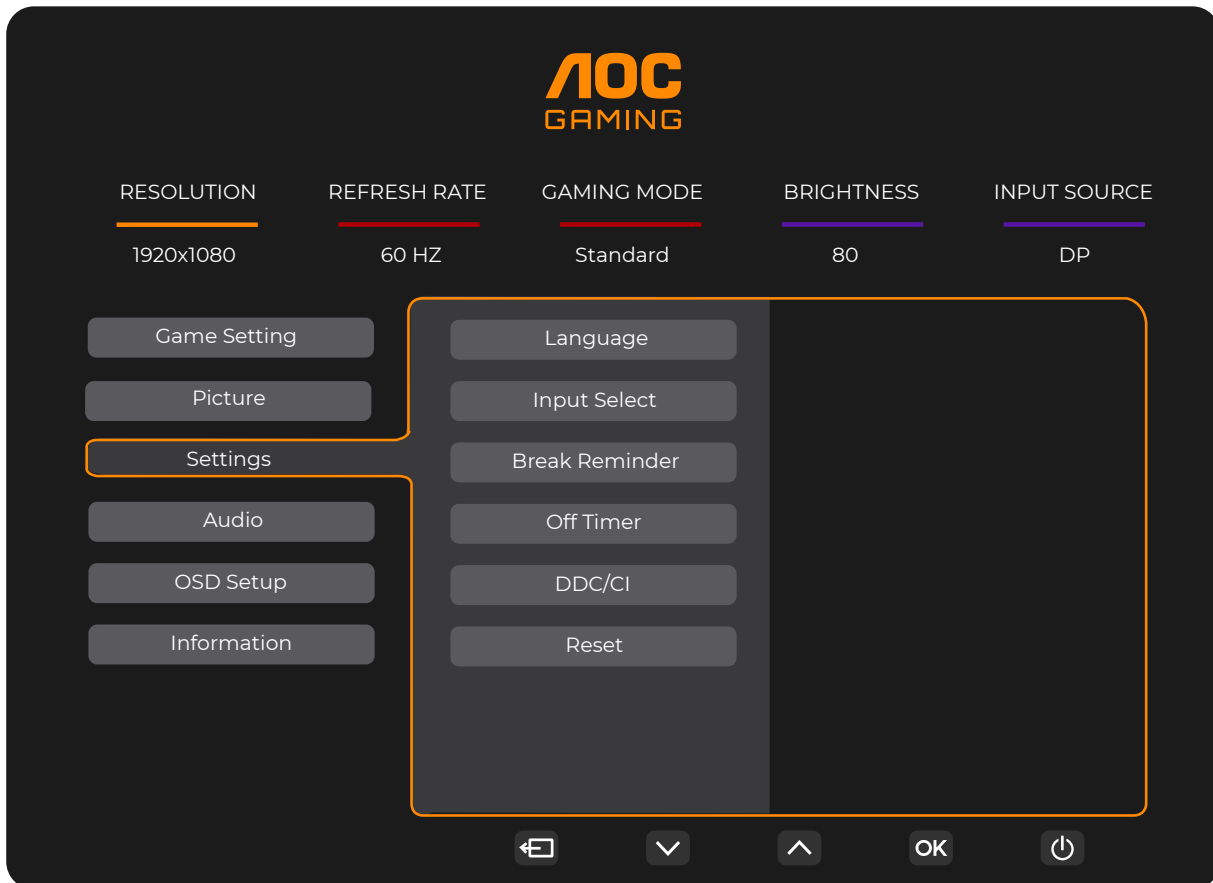 AOC
GAMING
RESOLUTION REFRESH RATE GAMING MODE BRIGHTNESS INPUT SOURCE
1920x1080 60 HZ Standard 80 DP
Game Setting
Picture
Settings
Audio
OSD Setup
Information
Language
Input Select
Break Reminder
Off Timer
DDC/CI
Reset
OK